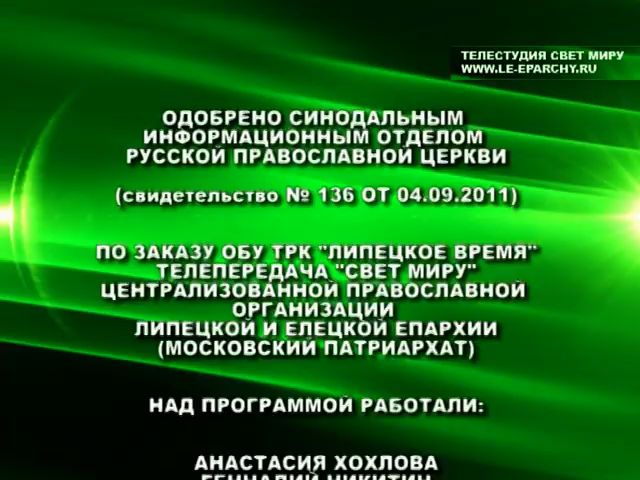 ТЕЛЕСТУДИЯ СВЕТ МИРУ
WWW.LE-EPARCHY.RU
ОДОБРЕНО СИНОДАЛЬНЫМ
ИНФОРМАЦИОННЫМ ОТДЕЛОМ
РУССКОЙ ПРАВОСЛАВНОЙ ЦЕРКВИ
(свидетельство № 136 ОТ 04.09.2011)
ПО ЗАКАЗУ ОБУ ТРК "ЛИПЕЦКОЕ ВРЕМЯ"
ТЕЛЕПЕРЕДАЧА "СВЕТ МИРУ"
ЦЕНТРАЛИЗОВАННОЙ ПРАВОСЛАВНОЙ
ОРГАНИЗАЦИИ
ЛИПЕЦКОЙ И ЕЛЕЦКОЙ ЕПАРХИИ
(МОСКОВСКИЙ ПАТРИАРХАТ)
НАД ПРОГРАММОЙ РАБОТАЛИ:
АНАСТАСИЯ ХОХЛОВА
ГЕННАДИЙ НИКИТИН